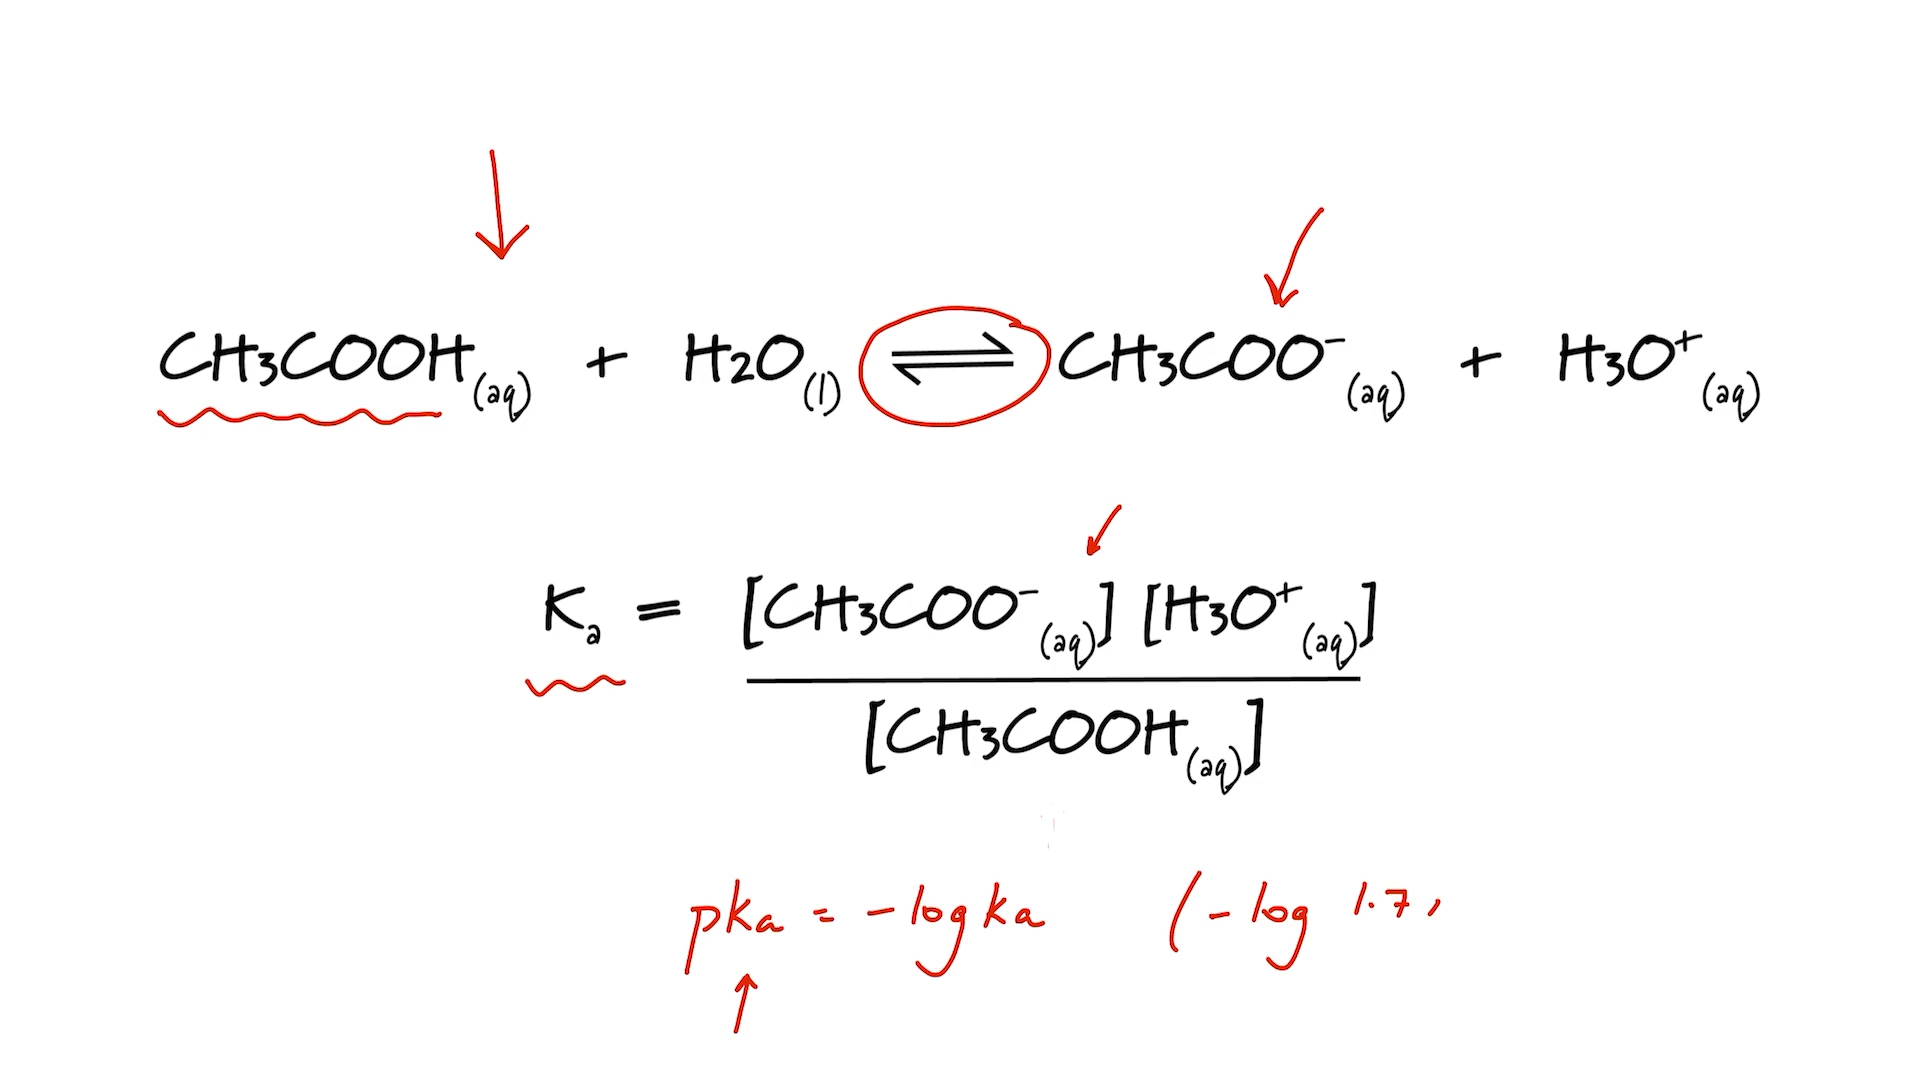 CH3COOH(aq) + H2O(l) ⇌ CH3COO⁻(aq) + H3O⁺(aq)
Ka = [CH3COO⁻(aq)] [H3O⁺(aq)]
[CH3COOH(aq)]
pka = -log ka (-log 1.7,